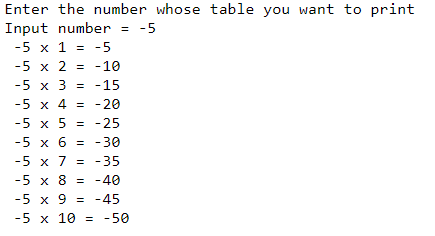 Enter the number whose table you want to print
Input number = -5
-5 x 1 = -5
-5 x 2 = -10
-5 x 3 = -15
-5 x 4 = -20
-5 x 5 = -25
-5 x 6 = -30
-5 x 7 = -35
-5 x 8 = -40
-5 x 9 = -45
-5 x 10 = -50